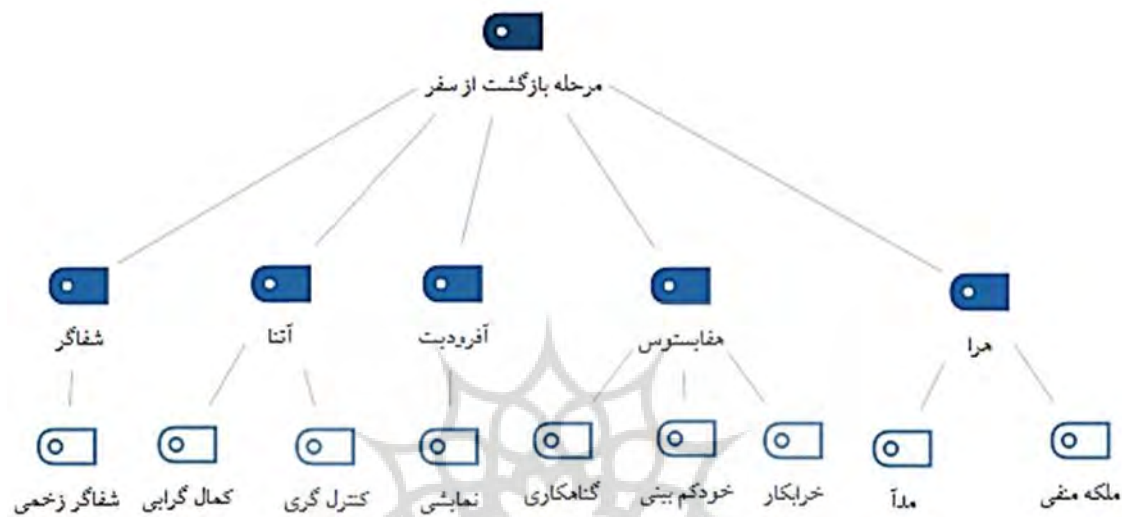 مرحله بازگشت از سفر
هرا
هفایستوس
آفرودیت
آتنا
شفاگر
ملکه منفی
مدآ
خرابکار
خودکم بینی
گناهکاری
نمایشی
کنترل گری
کمال گرایی
شفاگر زخمی